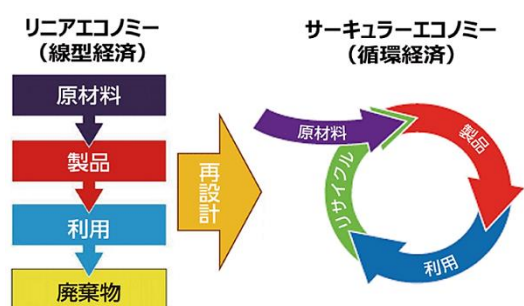 リニアエコノミー
（線型経済）
原材料
製品
利用
廃棄物
再設計
サーキュラーエコノミー
（循環経済）
原材料
製品
利用
リサイクル